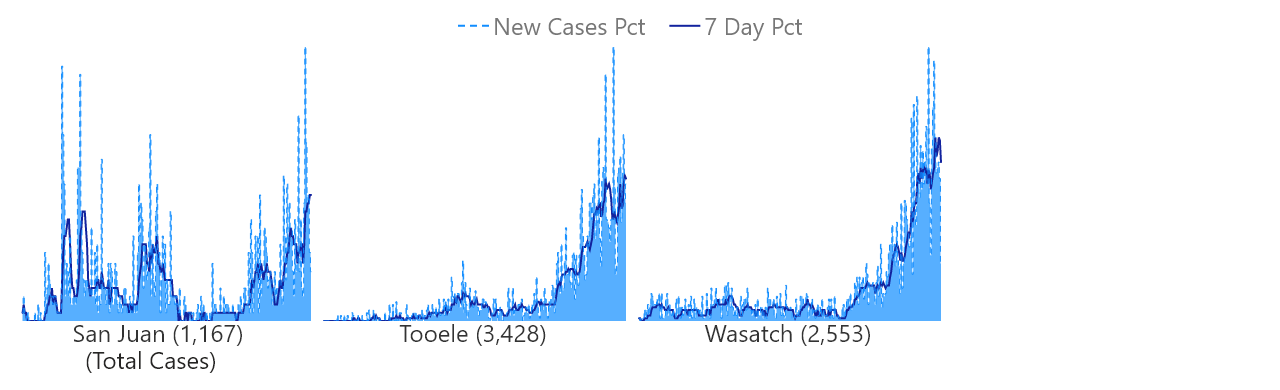 New Cases Pct 7 Day Pct
San Juan (1,167) Tooele (3,428) Wasatch (2,553)
(Total Cases)